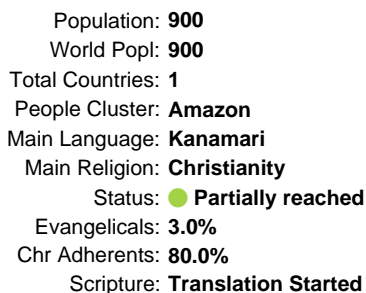 Population: 900
World Popl: 900
Total Countries: 1
People Cluster: Amazon
Main Language: Kanamari
Main Religion: Christianity
Status: Partially reached
Evangelicals: 3.0%
Chr Adherents: 80.0%
Scripture: Translation Started